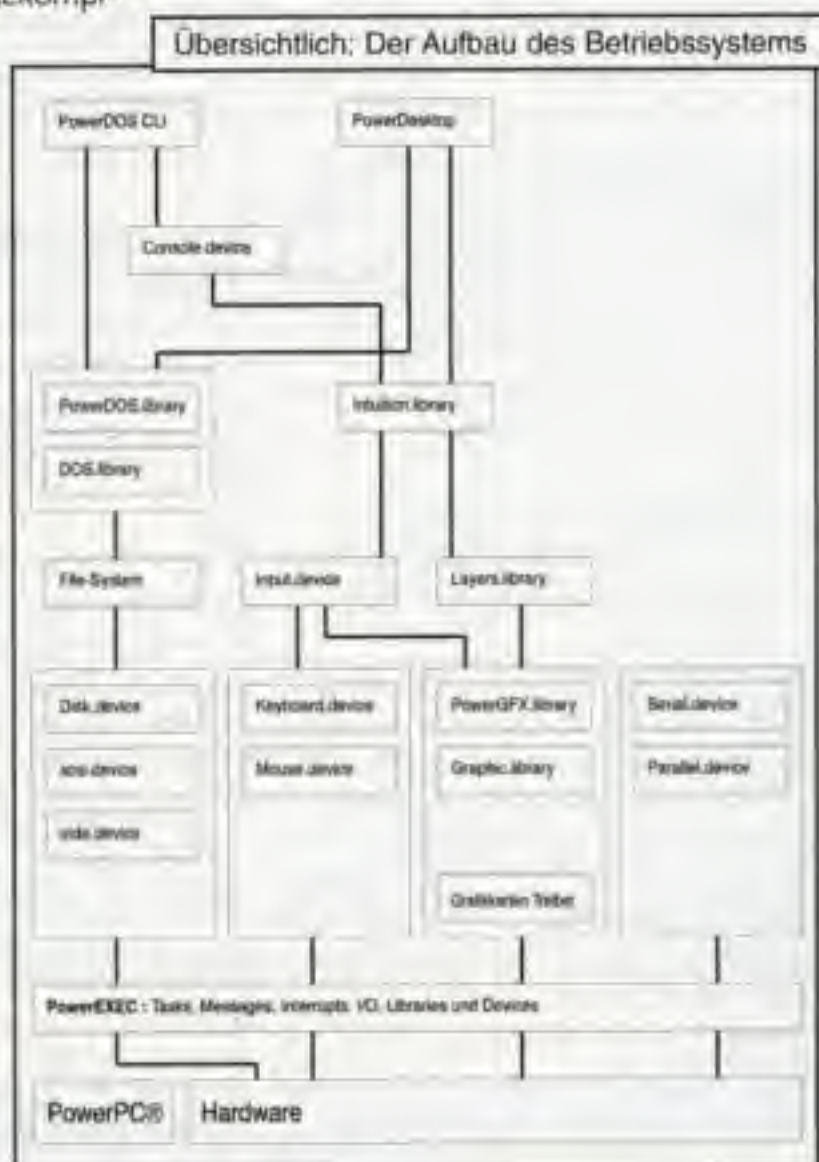 Übersichtlich: Der Aufbau des Betriebssystems
PowerDOS CLI
PowerDesktop
Console.device
PowerDOS.library
Intuition.library
DOS.library
File-System
Input.device
Layers.library
Disk.device
Keyboard.device
PowerGFX.library
Serial.device
scsi.device
Mouse.device
Graphic.library
Parallel.device
Grafikkarten Treiber
PowerEXEC : Tasks, Messages, Interrupts, I/O, Libraries und Devices
PowerPC®
Hardware